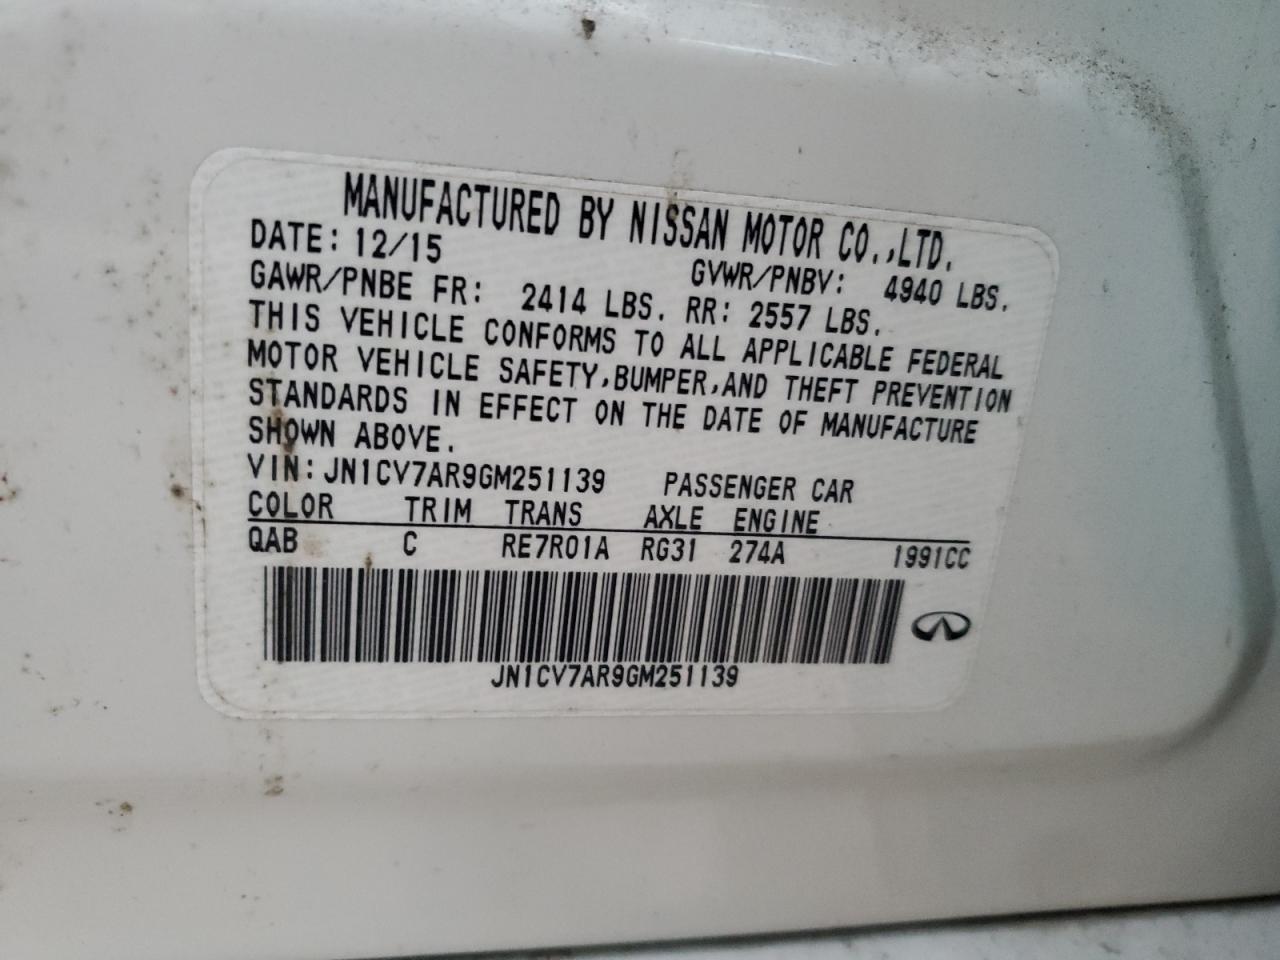 MANUFACTURED BY NISSAN MOTOR CO.,LTD.
DATE: 12/15 GVWR/PNBV: 4940 LBS.
GAWR/PNBE FR: 2414 LBS. RR: 2557 LBS.
THIS VEHICLE CONFORMS TO ALL APPLICABLE FEDERAL
MOTOR VEHICLE SAFETY,BUMPER,AND THEFT PREVENTION
STANDARDS IN EFFECT ON THE DATE OF MANUFACTURE
SHOWN ABOVE.
VIN: JN1CV7AR9GM251139 PASSENGER CAR
COLOR TRIM TRANS AXLE ENGINE
QAB C RE7R01A RG31 274A 1991CC
JN1CV7AR9GM251139